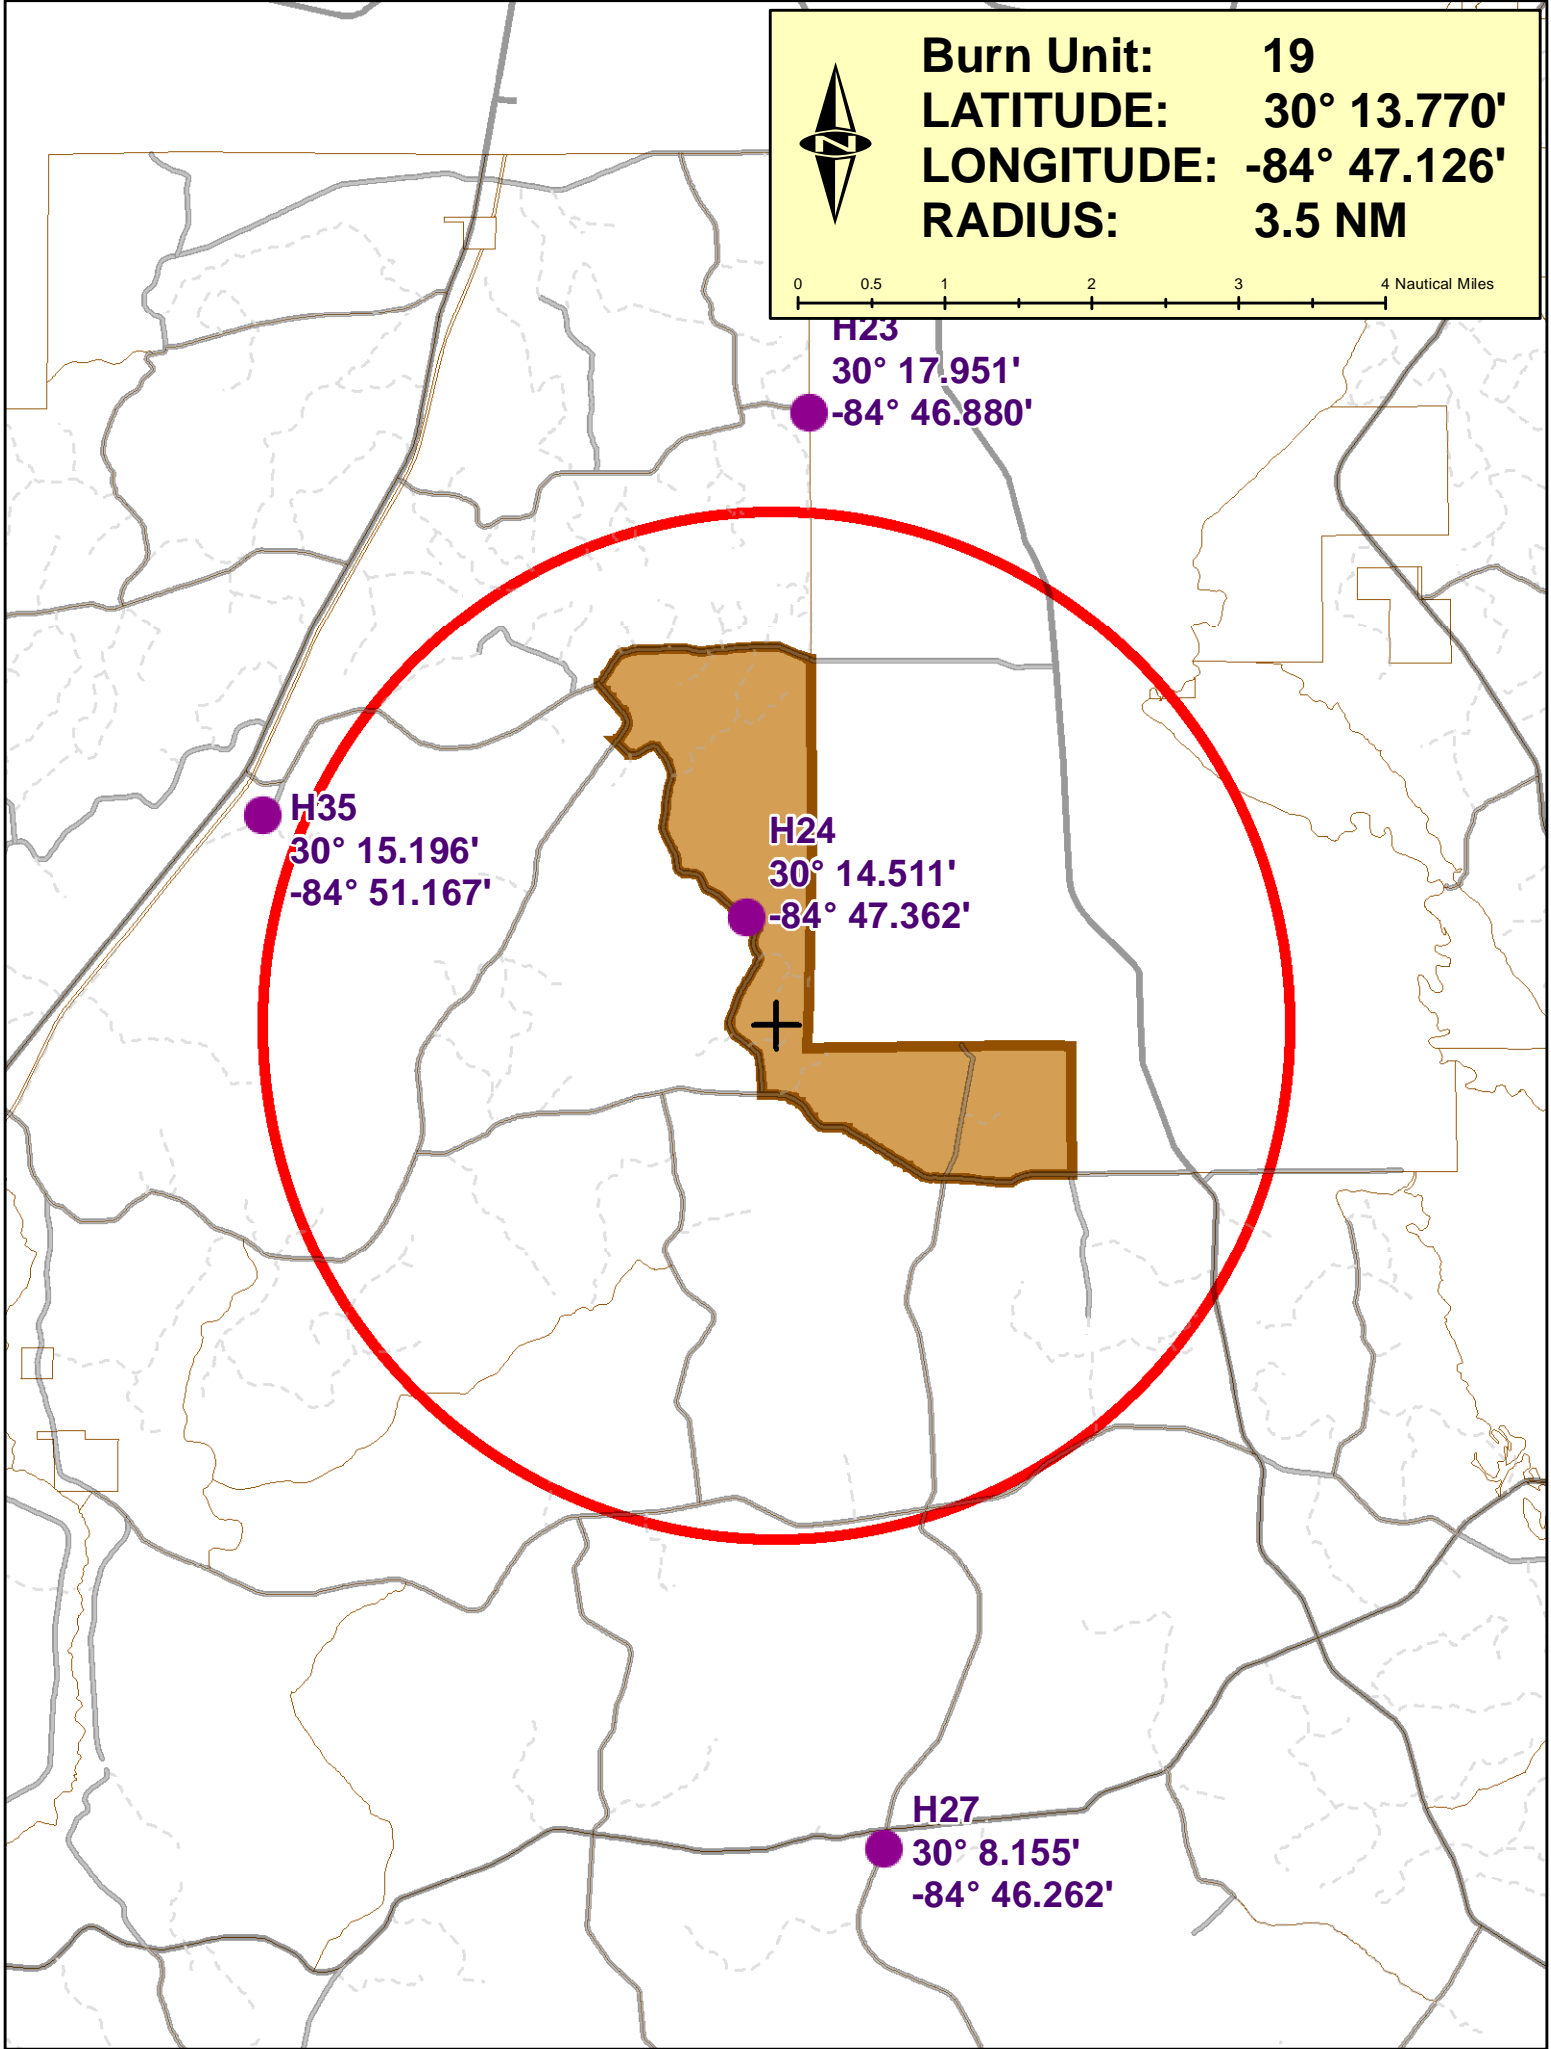 Burn Unit: 19
LATITUDE: 30° 13.770'
LONGITUDE: -84° 47.126'
RADIUS: 3.5 NM
N
0 0.5 1 2 3 4 Nautical Miles
H23
30° 17.951'
-84° 46.880'
H35
30° 15.196'
-84° 51.167'
H24
30° 14.511'
-84° 47.362'
H27
30° 8.155'
-84° 46.262'